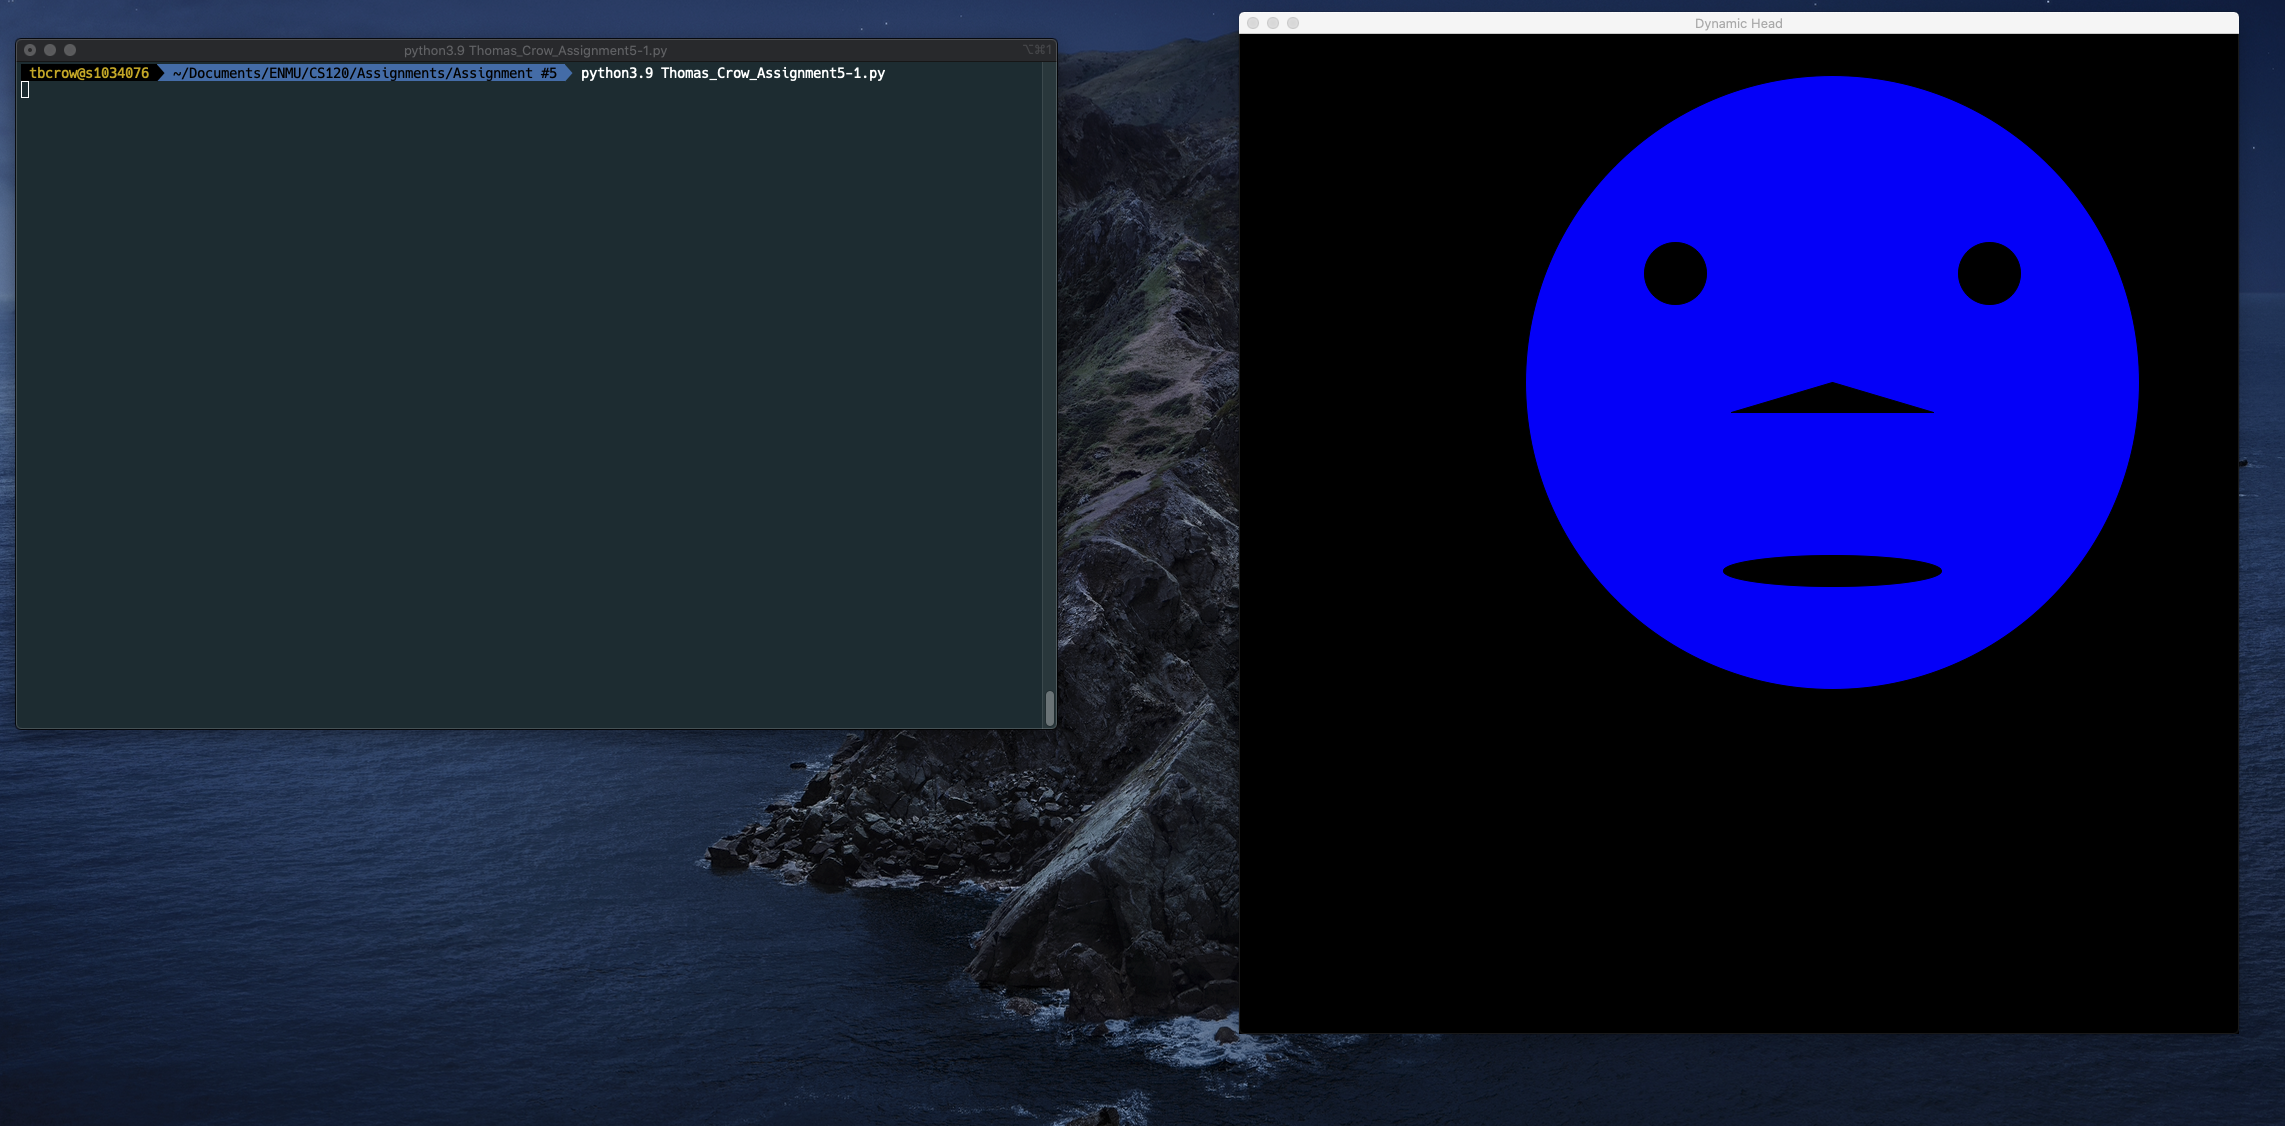 python3.9 Thomas_Crow_Assignment5-1.py
⌥⌘1
tbcrow@s1034076 ~/Documents/ENMU/CS120/Assignments/Assignment #5 python3.9 Thomas_Crow_Assignment5-1.py
Dynamic Head